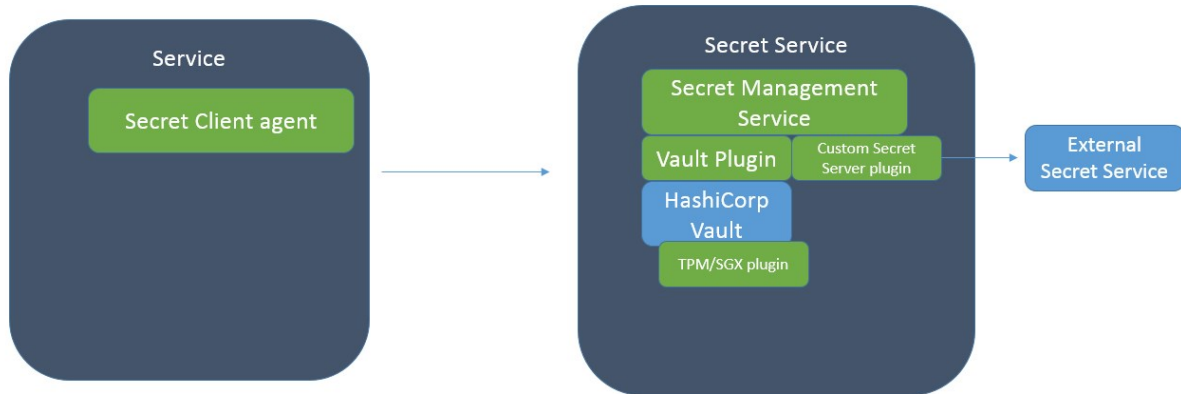 Service
Secret Client agent
Secret Service
Secret Management
Service
Vault Plugin
Custom Secret
Server plugin
HashiCorp
Vault
TPM/SGX plugin
External
Secret Service